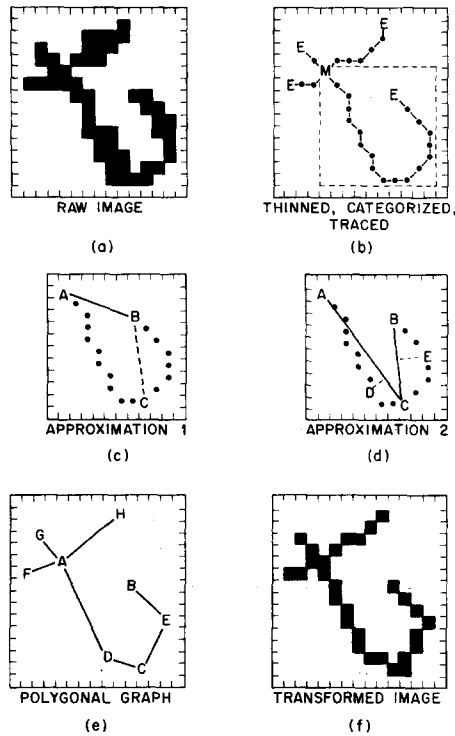 RAW IMAGE
(a)
E
E
M
E
E
THINNED, CATEGORIZED,
TRACED
(b)
A
B
C
APPROXIMATION 1
(c)
A
B
E
D
C
APPROXIMATION 2
(d)
H
G
A
F
B
E
D
C
POLYGONAL GRAPH
(e)
TRANSFORMED IMAGE
(f)